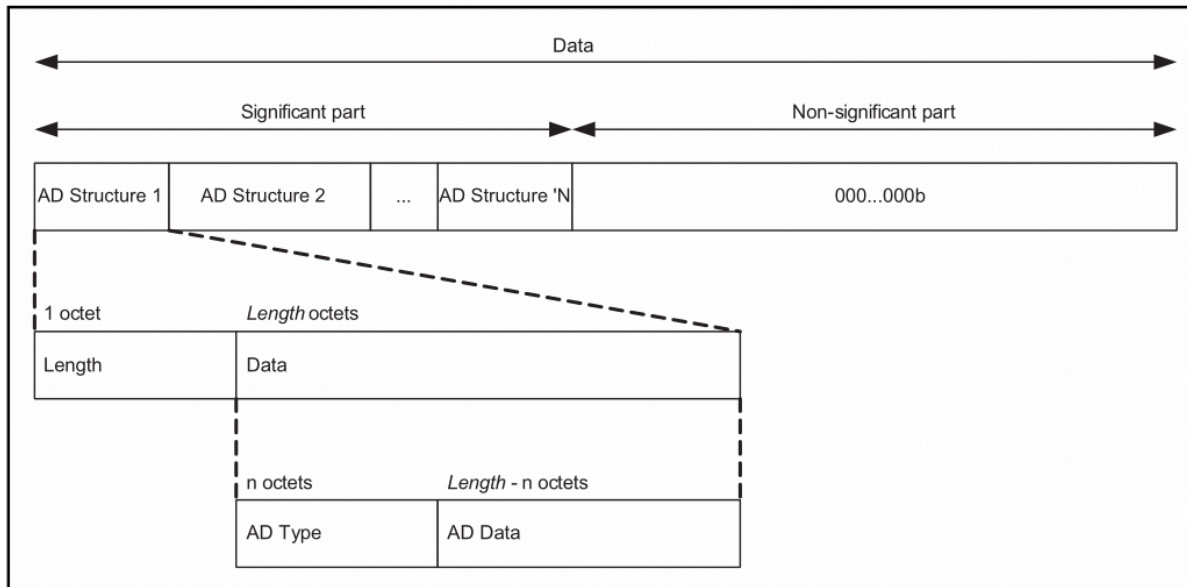 Data
Significant part
Non-significant part
AD Structure 1
AD Structure 2
...
AD Structure 'N
000...000b
1 octet
Length octets
Length
Data
n octets
Length - n octets
AD Type
AD Data